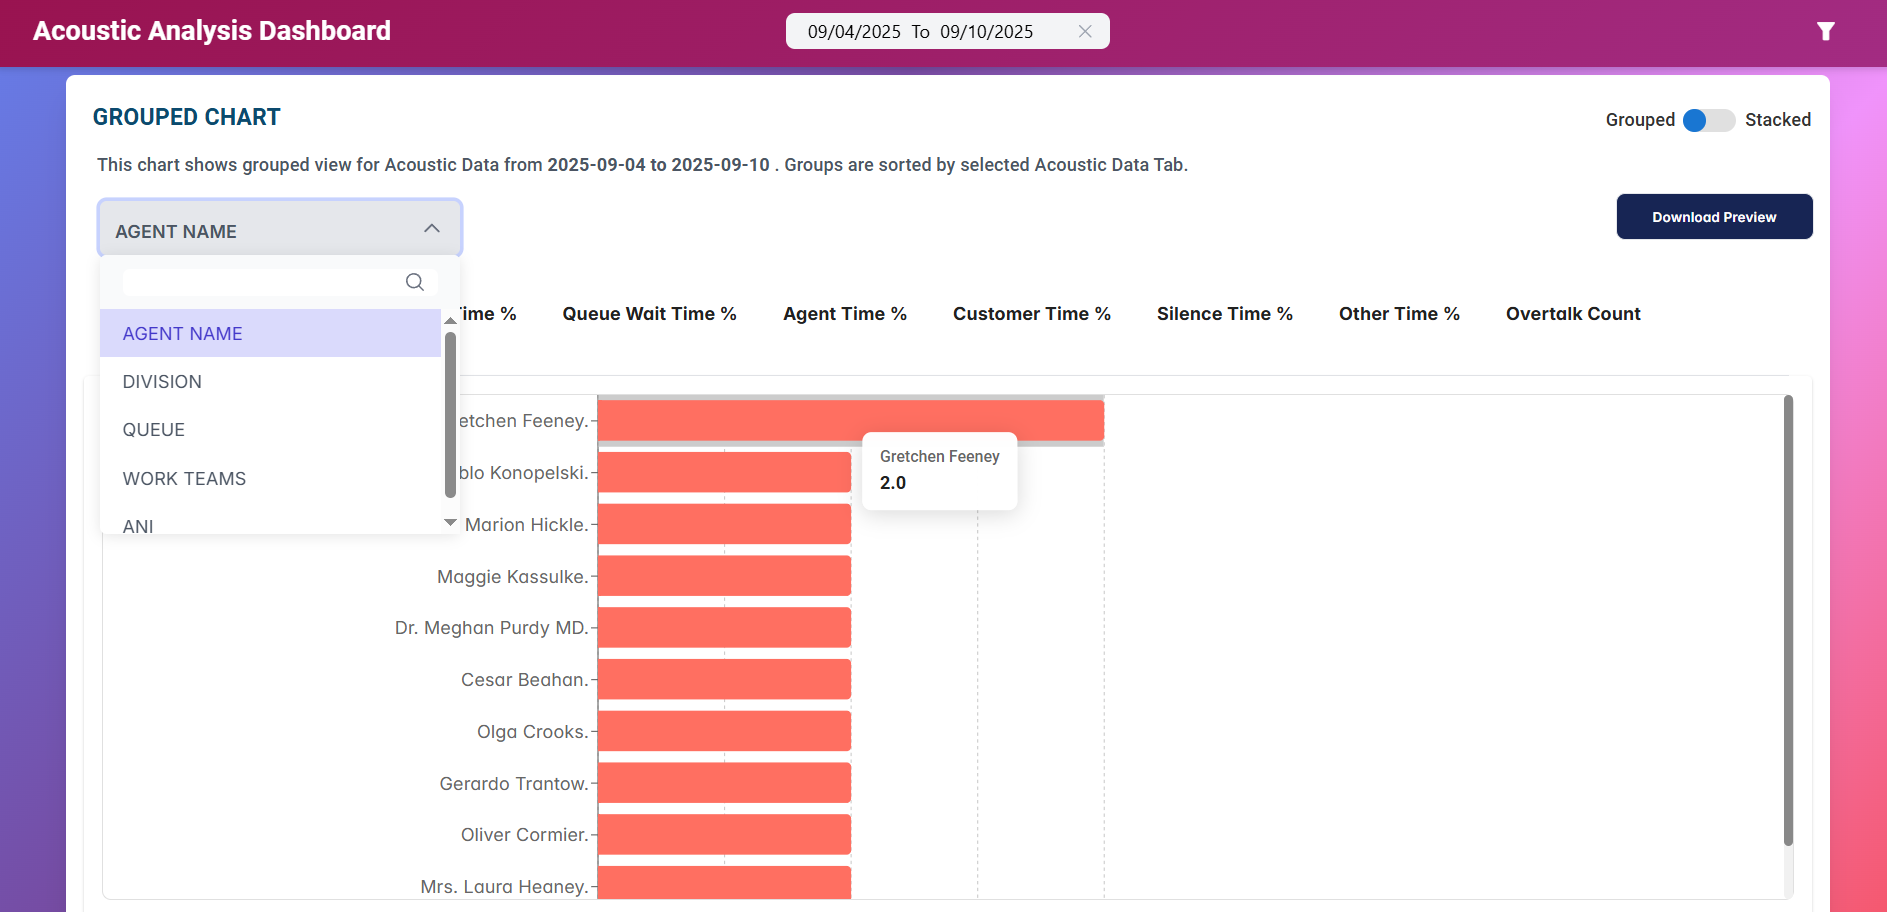 Acoustic Analysis Dashboard
09/04/2025 To 09/10/2025
GROUPED CHART
Grouped Stacked
This chart shows grouped view for Acoustic Data from 2025-09-04 to 2025-09-10 . Groups are sorted by selected Acoustic Data Tab.
AGENT NAME
Download Preview
AGENT NAME
DIVISION
QUEUE
WORK TEAMS
ANI
% Queue Wait Time % Agent Time % Customer Time % Silence Time % Other Time % Overtalk Count
Feeney.
Konopelski.
Marion Hickle.
Maggie Kassulke.
Dr. Meghan Purdy MD.
Cesar Beahan.
Olga Crooks.
Gerardo Trantow.
Oliver Cormier.
Mrs. Laura Heaney.
Gretchen Feeney
2.0